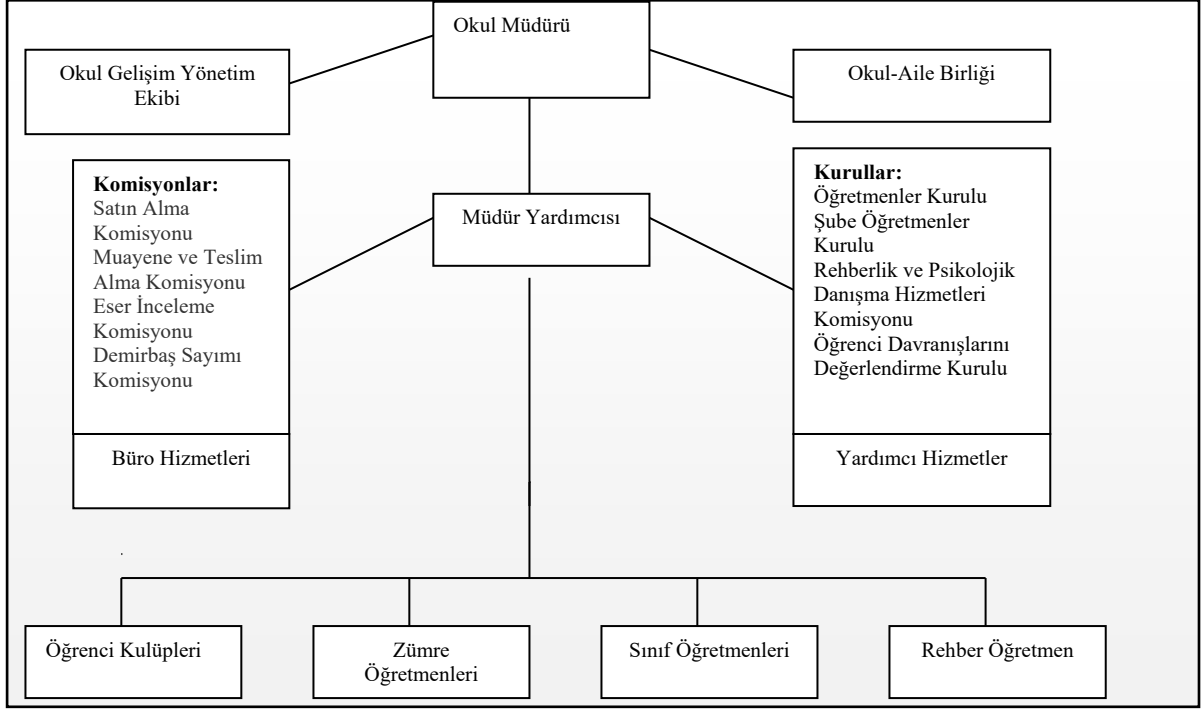 Okul Müdürü
Okul Gelişim Yönetim
Ekibi
Okul-Aile Birliği
Komisyonlar:
Satın Alma
Komisyonu
Muayene ve Teslim
Alma Komisyonu
Eser İnceleme
Komisyonu
Demirbaş Sayımı
Komisyonu
Müdür Yardımcısı
Kurullar:
Öğretmenler Kurulu
Şube Öğretmenler
Kurulu
Rehberlik ve Psikolojik
Danışma Hizmetleri
Komisyonu
Öğrenci Davranışlarını
Değerlendirme Kurulu
Büro Hizmetleri
Yardımcı Hizmetler
Öğrenci Kulüpleri
Zümre
Öğretmenleri
Sınıf Öğretmenleri
Rehber Öğretmen